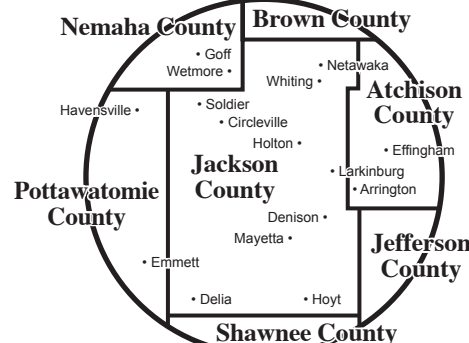 Nemaha County
Brown County
Goff
Wetmore
Netawaka
Whiting
Atchison
County
Havensville
Soldier
Circleville
Holton
Effingham
Jackson
County
Larkinburg
Arrington
Pottawatomie
County
Denison
Mayetta
Jefferson
County
Emmett
Delia
Hoyt
Shawnee County